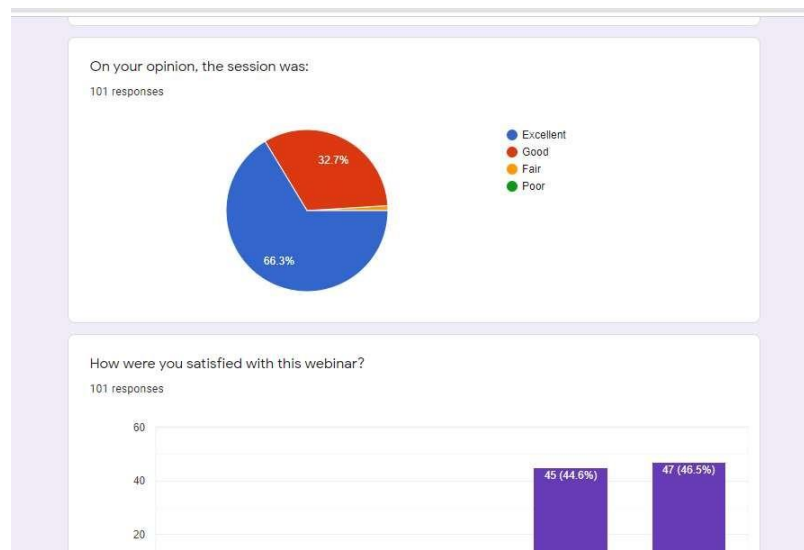 On your opinion, the session was:
101 responses
32.7%
66.3%
Excellent
Good
Fair
Poor
How were you satisfied with this webinar?
101 responses
60
45 (44.6%)
47 (46.5%)
40
20